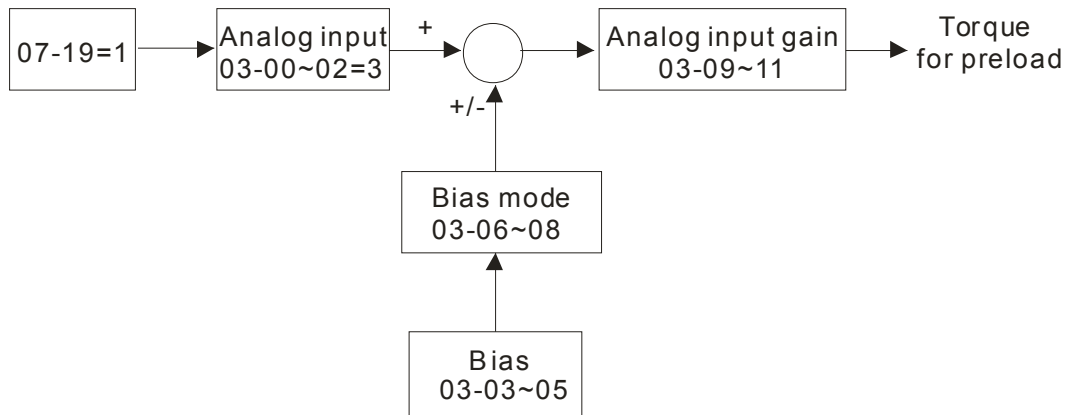 07-19=1
Analog input
03-00~02=3
+
Analog input gain
03-09~11
Torque
for preload
+/-
Bias mode
03-06~08
Bias
03-03~05